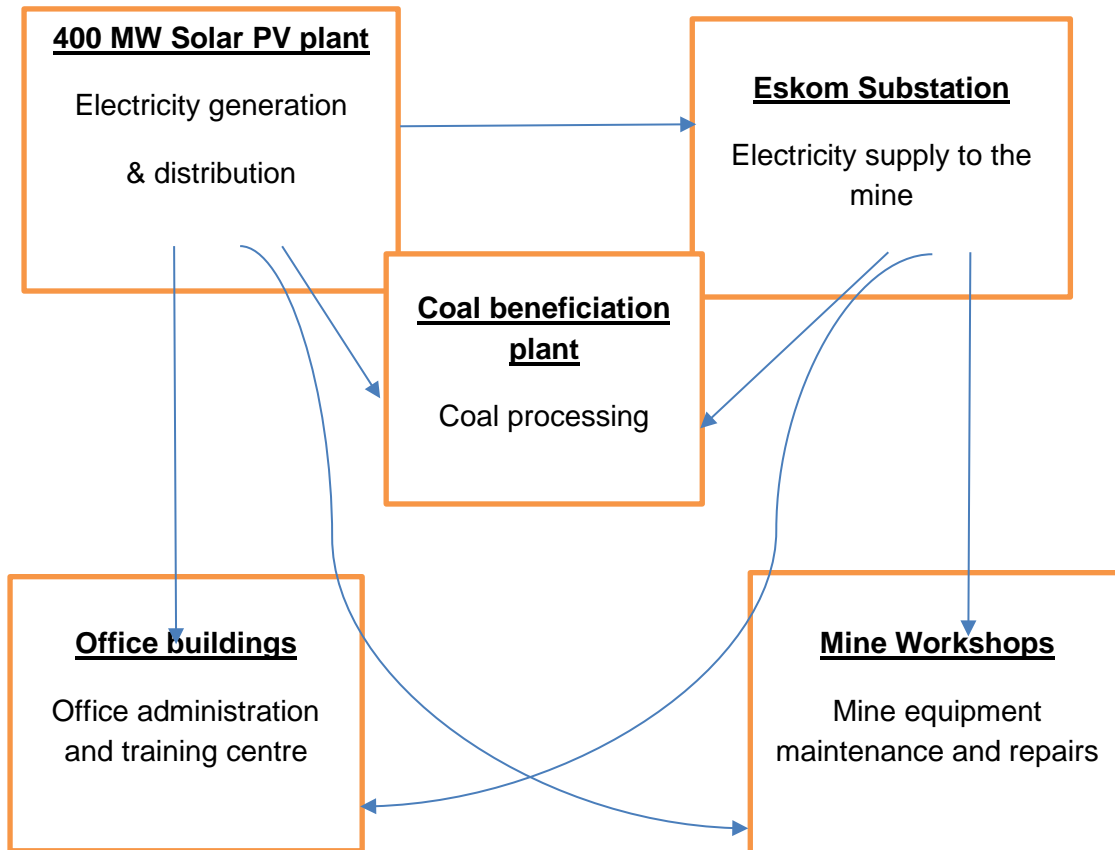 400 MW Solar PV plant
Electricity generation
& distribution
Eskom Substation
Electricity supply to the
mine
Coal beneficiation
plant
Coal processing
Office buildings
Office administration
and training centre
Mine Workshops
Mine equipment
maintenance and repairs